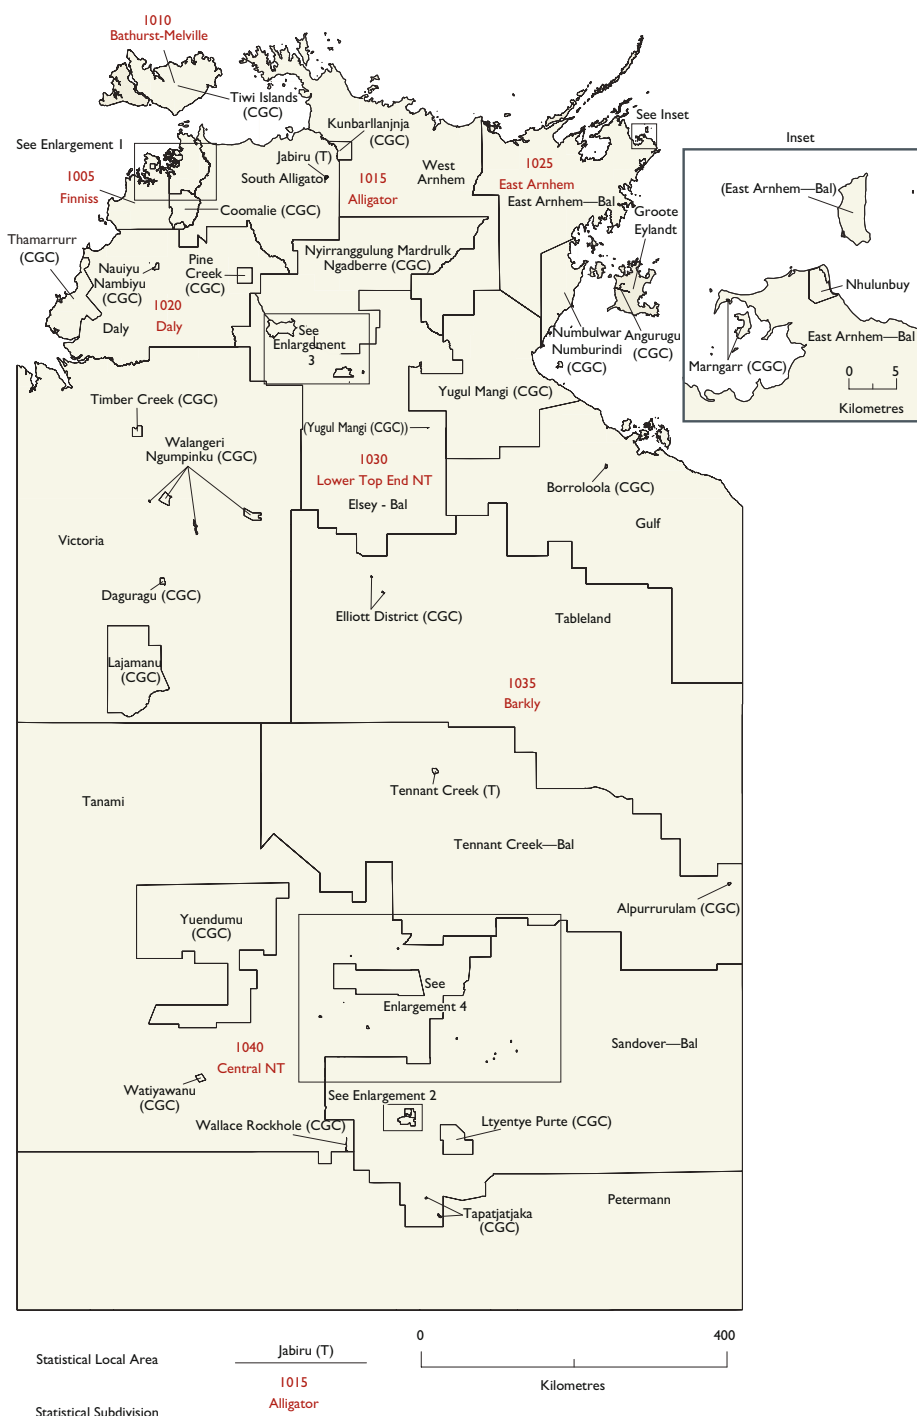 1010
Bathurst-Melville
Tiwi Islands
(CGC)
Kunbarllanjnja
(CGC)
See Inset
See Enlargement 1
Inset
Jabiru (T)
West
Arnhem
1025
East Arnhem
1005
Finniss
South Alligator
1015
Alligator
(East Arnhem—Bal)
East Arnhem—Bal
Coomalie (CGC)
Groote
Eylandt
Thamarrurr
(CGC)
Nyirranggulung Mardrulk
Ngadberre (CGC)
Nauiyu
Nambiyu
(CGC)
Pine
Creek
(CGC)
Nhulunbuy
1020
Daly
Daly
See
Enlargement
3
Numbulwar
Numburindi
(CGC)
Angurugu
(CGC)
East Arnhem—Bal
Marngarr (CGC)
0 5
Kilometres
Yugul Mangi (CGC)
Timber Creek (CGC)
(Yugul Mangi (CGC))
Walangeri
Ngumpinku (CGC)
1030
Lower Top End NT
Elsey - Bal
Borroloola (CGC)
Gulf
Victoria
Daguragu (CGC)
Elliott District (CGC)
Tableland
Lajamanu
(CGC)
1035
Barkly
Tennant Creek (T)
Tanami
Tennant Creek—Bal
Alpurrurulam (CGC)
Yuendumu
(CGC)
See
Enlargement 4
1040
Central NT
Sandover—Bal
Watiyawanu
(CGC)
See Enlargement 2
Wallace Rockhole (CGC)
Ltyentye Purte (CGC)
Petermann
Tapatjatjaka
(CGC)
0 400
Kilometres
Statistical Local Area
Jabiru (T)
1015
Alligator
Statistical Subdivision